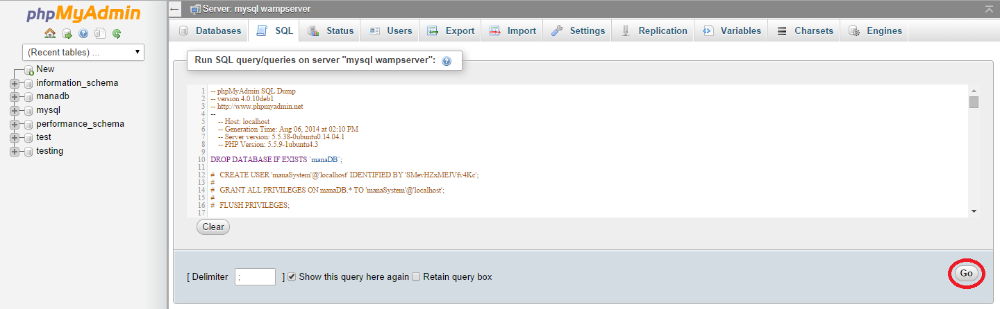 phpMyAdmin
(Recent tables) ...
New
information_schema
manadb
mysql
performance_schema
test
testing
Server: mysql wampserver
Databases SQL Status Users Export Import Settings Replication Variables Charsets Engines
Run SQL query/queries on server "mysql wampserver":
1 -- phpMyAdmin SQL Dump
2 -- version 4.0.10deb1
3 -- http://www.phpmyadmin.net
4 --
5 -- Host: localhost
6 -- Generation Time: Aug 06, 2014 at 02:10 PM
7 -- Server version: 5.5.38-0ubuntu0.14.04.1
8 -- PHP Version: 5.5.9-1ubuntu4.3
9
10 DROP DATABASE IF EXISTS `manaDB`;
11
12 # CREATE USER 'manaSystem'@'localhost' IDENTIFIED BY 'SMevHZxMEJVfv4Kc';
13 #
14 # GRANT ALL PRIVILEGES ON manaDB.* TO 'manaSystem'@'localhost';
15 #
16 # FLUSH PRIVILEGES;
17
Clear
[ Delimiter ; ] Show this query here again Retain query box
Go